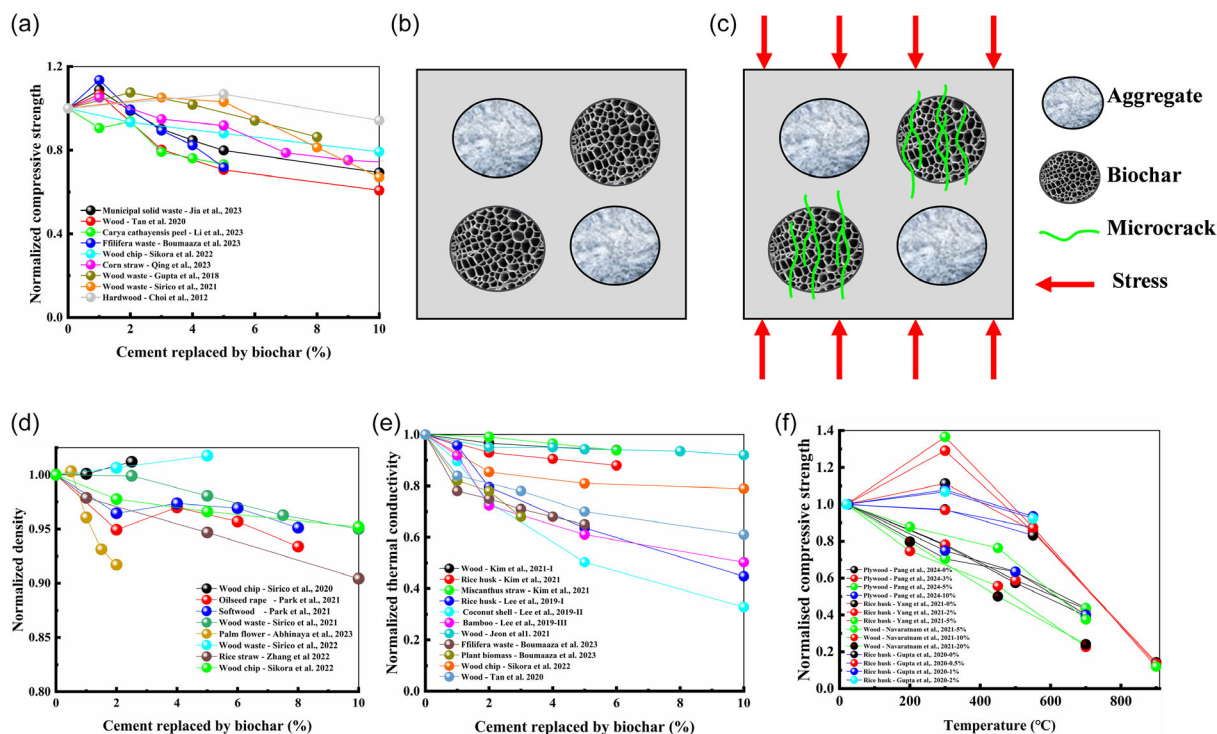 (a)
Normalized compressive strength
1.2
0.8
0.4
0.0
Municipal solid waste - Jia et al., 2023
Wood - Tan et al. 2020
Carya cathayensis peel - Li et al., 2023
Ffilifera waste - Boumaaza et al. 2023
Wood chip - Sikora et al. 2022
Corn straw - Qing et al., 2023
Wood waste - Gupta et al., 2018
Wood waste - Sirico et al., 2021
Hardwood - Choi et al., 2012
0 2 4 6 8 10
Cement replaced by biochar (%)
(b)
(c)
Aggregate
Biochar
Microcrack
Stress
(d)
Normalized density
1.00
0.95
0.90
0.85
0.80
Wood chip - Sirico et al., 2020
Oilseed rape - Park et al., 2021
Softwood - Park et al., 2021
Wood waste - Sirico et al., 2021
Palm flower - Abhinaya et al., 2023
Wood waste - Sirico et al., 2022
Rice straw - Zhang et al 2022
Wood chip - Sikora et al. 2022
0 2 4 6 8 10
Cement replaced by biochar (%)
(e)
Normalized thermal conductivity
1.0
0.8
0.6
0.4
0.2
0.0
Wood - Kim et al., 2021-I
Rice husk - Kim et al., 2021
Miscanthus straw - Kim et al., 2021
Rice husk - Lee et al., 2019-I
Coconut shell - Lee et al., 2019-II
Bamboo - Lee et al., 2019-III
Wood - Jeon et al1. 2021
Ffilifera waste - Boumaaza et al. 2023
Plant biomass - Boumaaza et al. 2023
Wood chip - Sikora et al. 2022
Wood - Tan et al. 2020
0 2 4 6 8 10
Cement replaced by biochar (%)
(f)
Normalised compressive strength
1.4
1.2
1.0
0.8
0.6
0.4
0.2
0.0
Plywood - Pang et al., 2024-0%
Plywood - Pang et al., 2024-3%
Plywood - Pang et al., 2024-5%
Plywood - Pang et al., 2024-10%
Rice husk - Yang et al., 2021-0%
Rice husk - Yang et al., 2021-2%
Rice husk - Yang et al., 2021-5%
Wood - Navaratnam et al., 2021-5%
Wood - Navaratnam et al., 2021-10%
Wood - Navaratnam et al., 2021-20%
Rice husk - Gupta et al., 2020-0%
Rice husk - Gupta et al., 2020-0.5%
Rice husk - Gupta et al., 2020-1%
Rice husk - Gupta et al., 2020-2%
0 150 300 450 600 750 900
Temperature (℃)